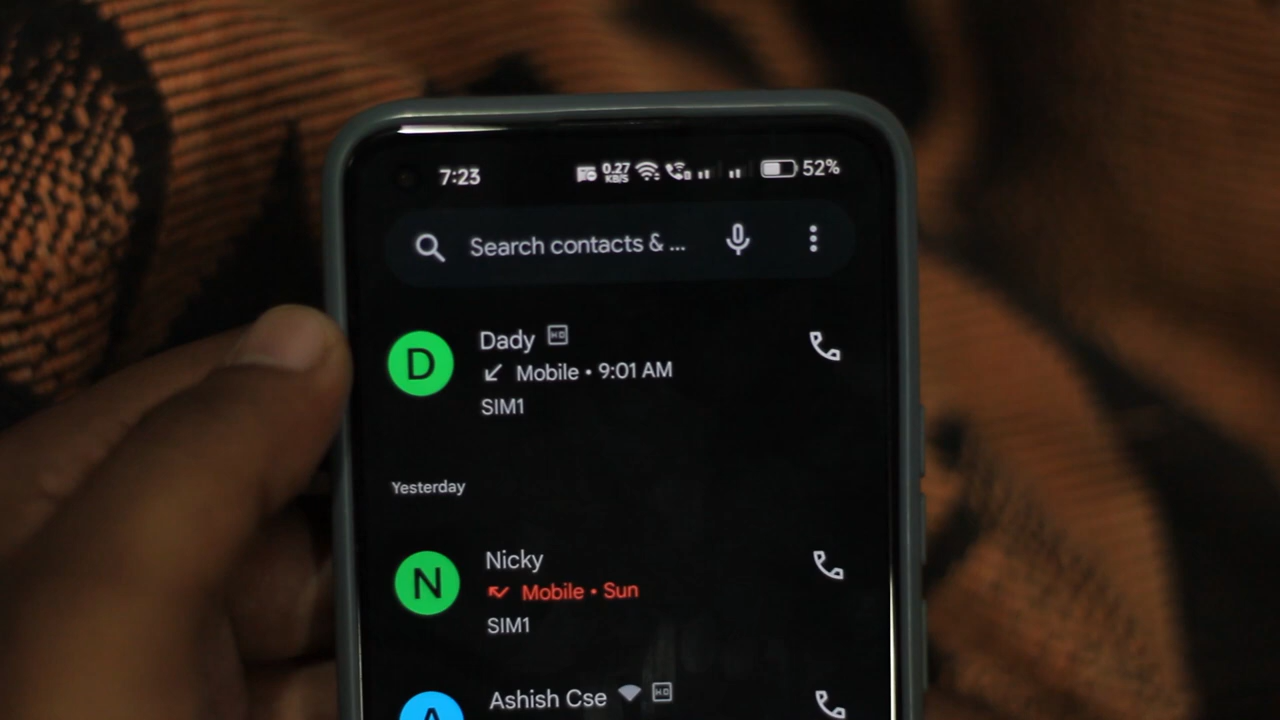 7:23 0.27 KB/S 52%
Search contacts & ...
D
Dady HD
Mobile • 9:01 AM
SIM1
Yesterday
N
Nicky
Mobile • Sun
SIM1
A
Ashish Cse HD